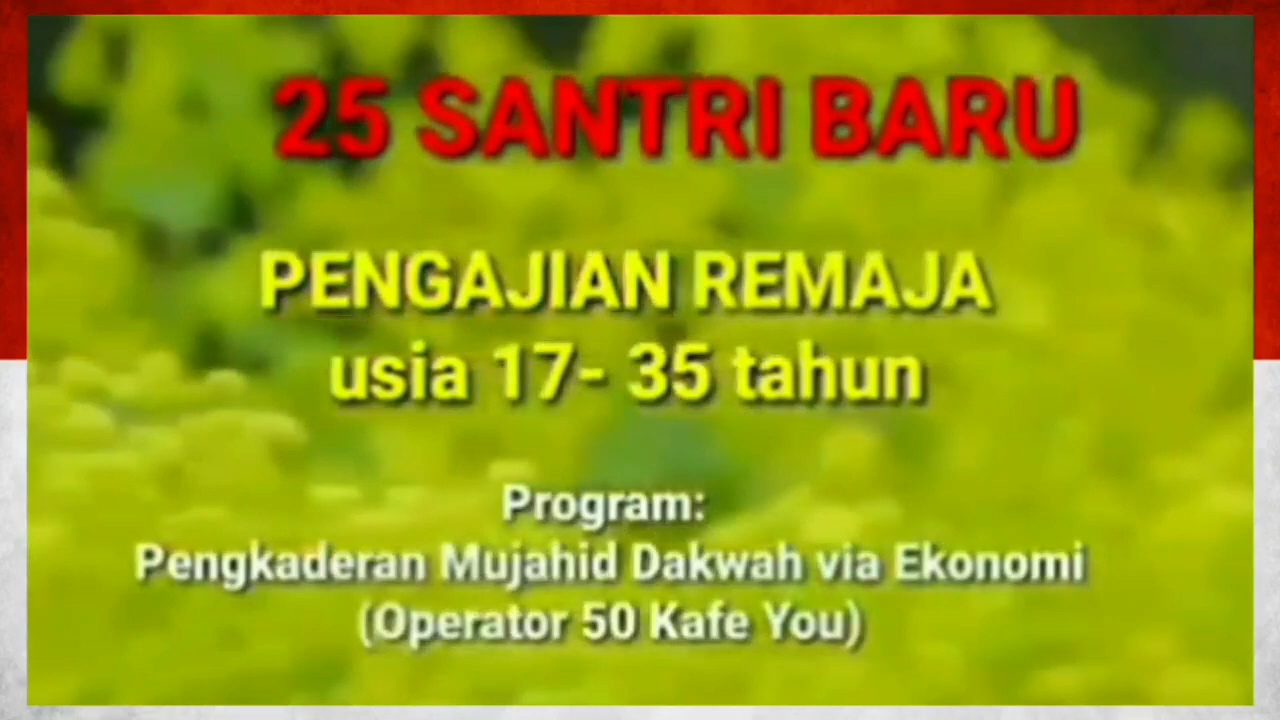 25 SANTRI BARU
PENGAJIAN REMAJA
usia 17- 35 tahun
Program:
Pengkaderan Mujahid Dakwah via Ekonomi
(Operator 50 Kafe You)